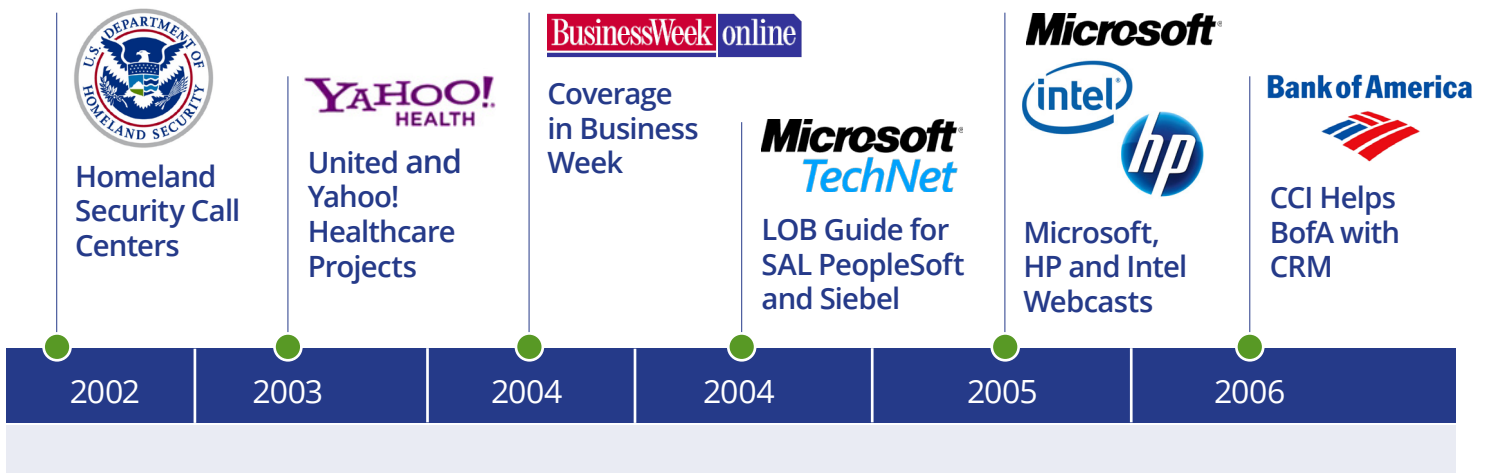 U.S. DEPARTMENT OF
HOMELAND SECURITY
Homeland
Security Call
Centers
YAHOO!
HEALTH
United and
Yahoo!
Healthcare
Projects
BusinessWeek online
Coverage
in Business
Week
Microsoft
TechNet
LOB Guide for
SAL PeopleSoft
and Siebel
Microsoft
intel
hp
Microsoft,
HP and Intel
Webcasts
Bank of America
CCI Helps
BofA with
CRM
2002 2003 2004 2004 2005 2006